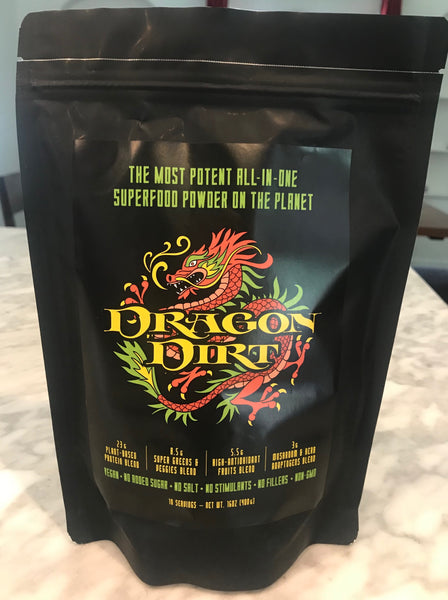 THE MOST POTENT ALL-IN-ONE
SUPERFOOD POWDER ON THE PLANET
DRAGON
DIRT
23g
PLANT-BASED
PROTEIN BLEND
8.5g
SUPER GREENS &
VEGGIES BLEND
5.5g
HIGH-ANTIOXIDANT
FRUITS BLEND
3g
MUSHROOM & HERB
ADAPTOGENS BLEND
VEGAN • NO ADDED SUGAR • NO SALT • NO STIMULANTS • NO FILLERS • NON-GMO
10 SERVINGS – NET WT. 16OZ (400g)